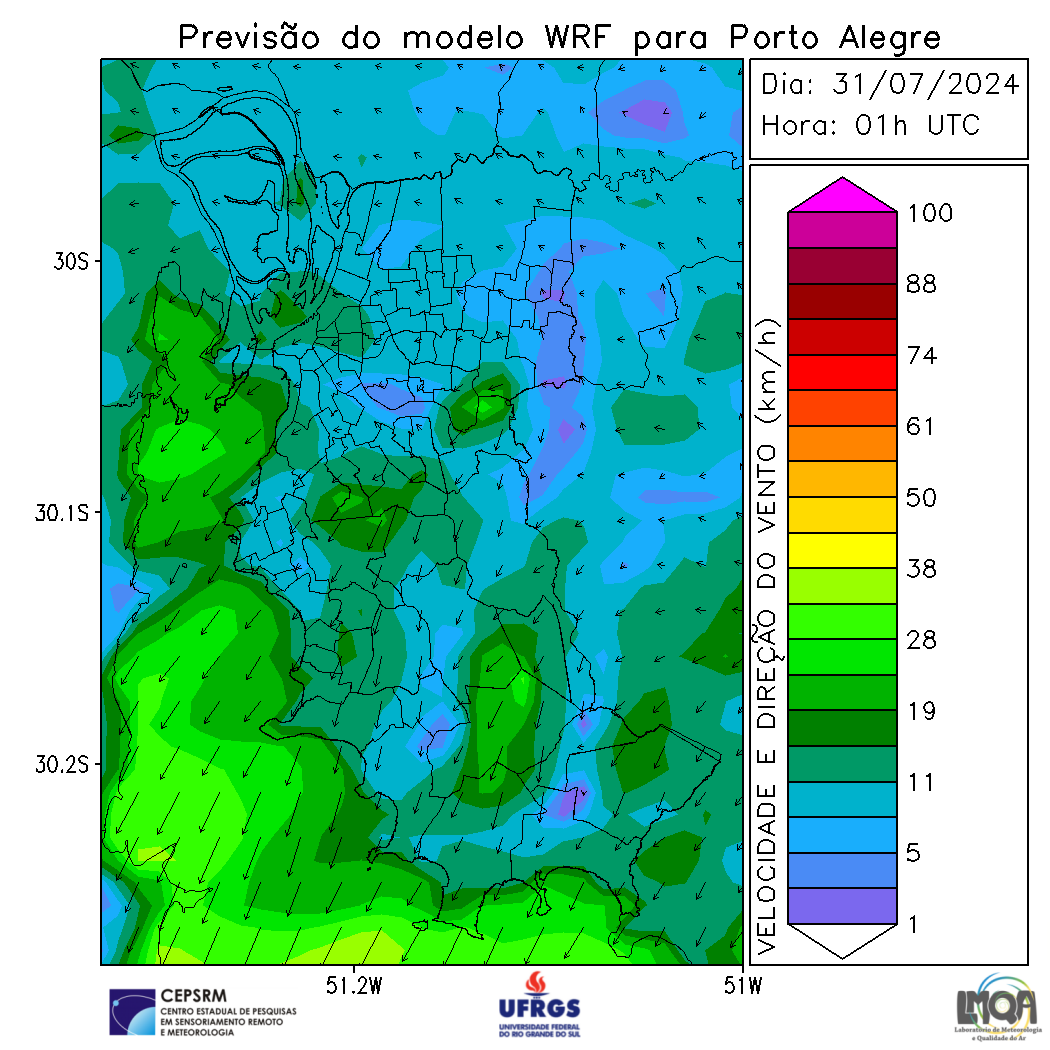 Previsão do modelo WRF para Porto Alegre
Dia: 31/07/2024
Hora: 01h UTC
30S
30.1S
30.2S
51.2W
51W
VELOCIDADE E DIREÇÃO DO VENTO (km/h)
100
88
74
61
50
38
28
19
11
5
1
CEPSRM
CENTRO ESTADUAL DE PESQUISAS
EM SENSORIAMENTO REMOTO
E METEOROLOGIA
UFRGS
UNIVERSIDADE FEDERAL
DO RIO GRANDE DO SUL
LMQA
Laboratório de Meteorologia
e Qualidade do Ar